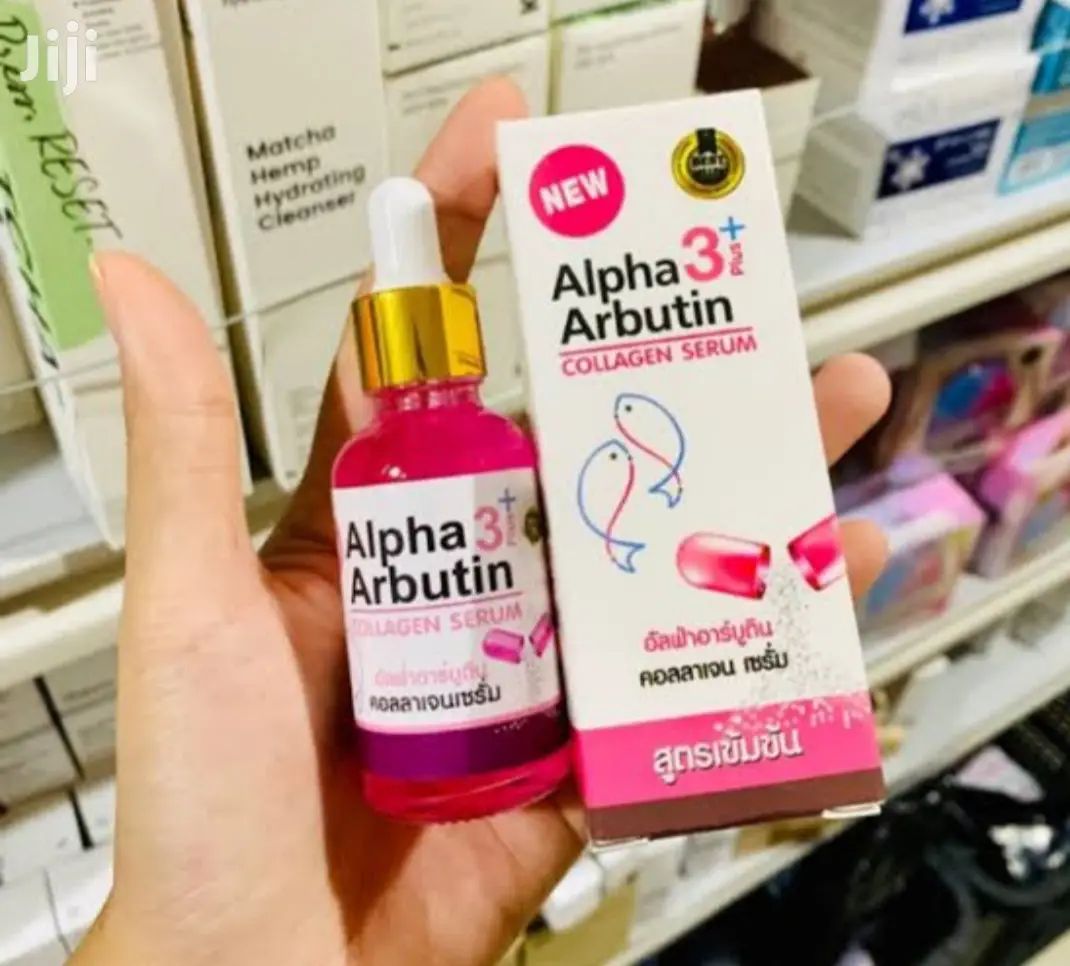 Jiji
RESET
Matcha
Hemp
Hydrating
Cleanser
NEW
BEST
Alpha 3+
Plus
Arbutin
COLLAGEN SERUM
อัลฟ่าอาร์บูติน
คอลลาเจน เซรั่ม
สูตรเข้มข้น
Alpha 3+
Plus
Arbutin
COLLAGEN SERUM
อัลฟ่าอาร์บูติน
คอลลาเจนเซรั่ม